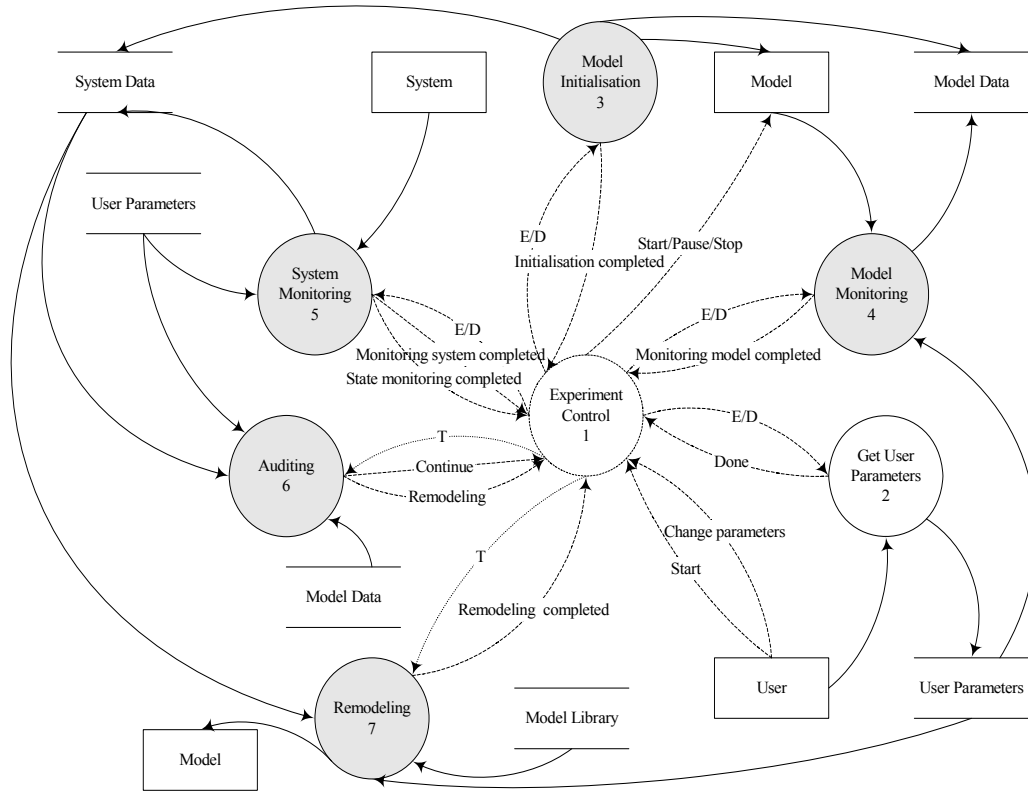 System Data
System
Model
Initialisation
3
Model
Model Data
User Parameters
E/D
Initialisation completed
Start/Pause/Stop
System
Monitoring
5
Model
Monitoring
4
E/D
E/D
Monitoring system completed
State monitoring completed
Monitoring model completed
Experiment
Control
1
E/D
T
Continue
Remodeling
Auditing
6
Done
Get User
Parameters
2
Change parameters
Start
T
Model Data
Remodeling completed
User
User Parameters
Remodeling
7
Model Library
Model